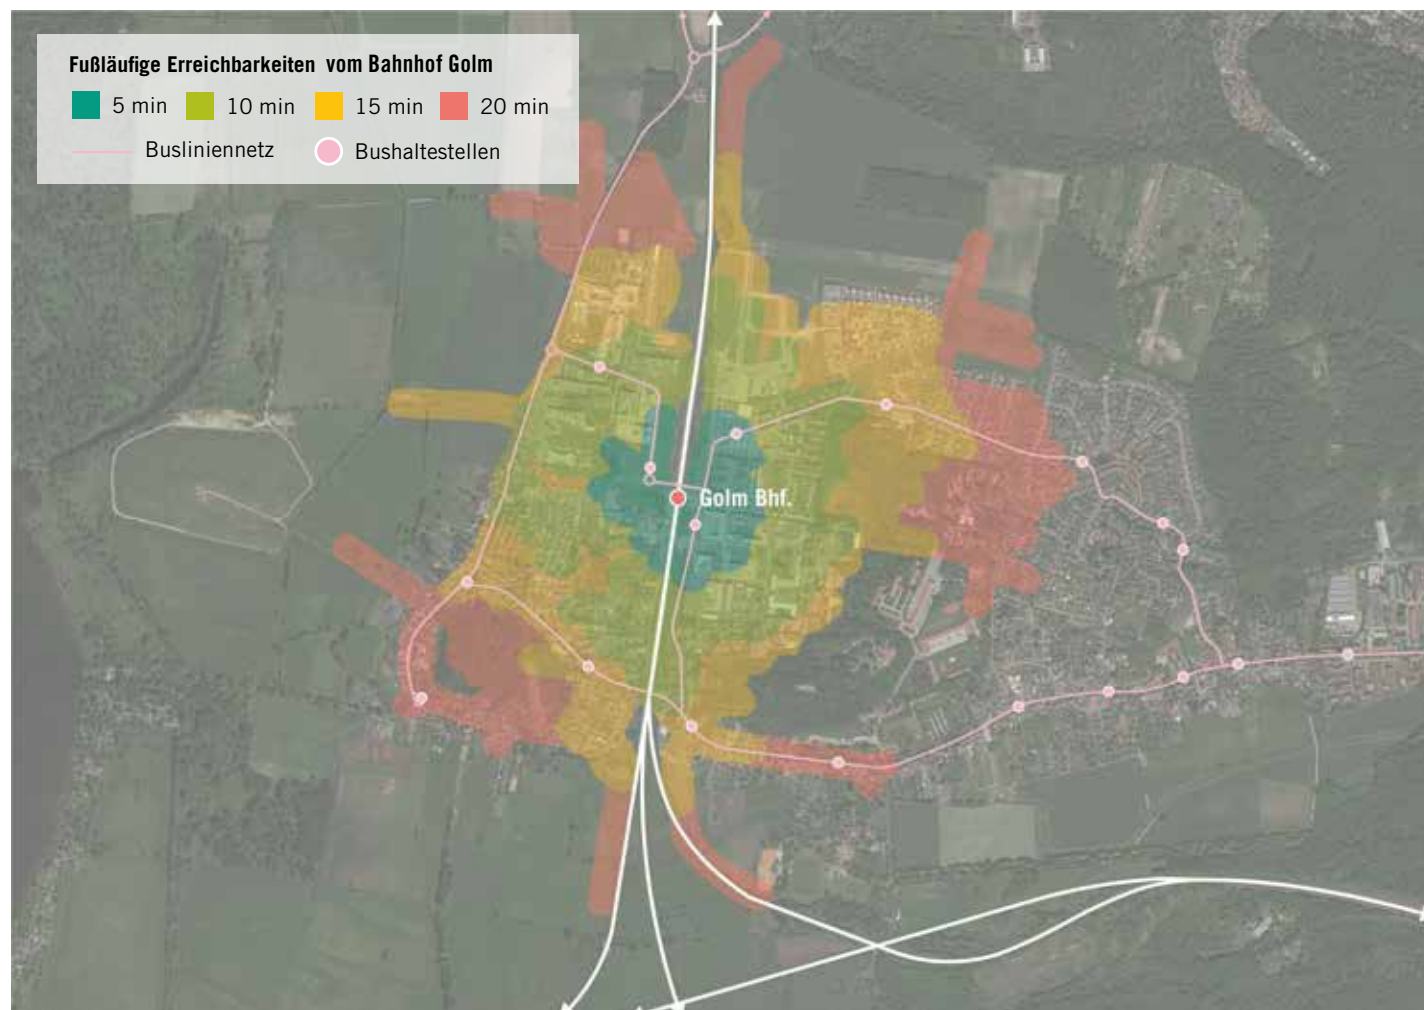 Fußläufige Erreichbarkeiten vom Bahnhof Golm
5 min 10 min 15 min 20 min
Busliniennetz Bushaltestellen
Golm Bhf.